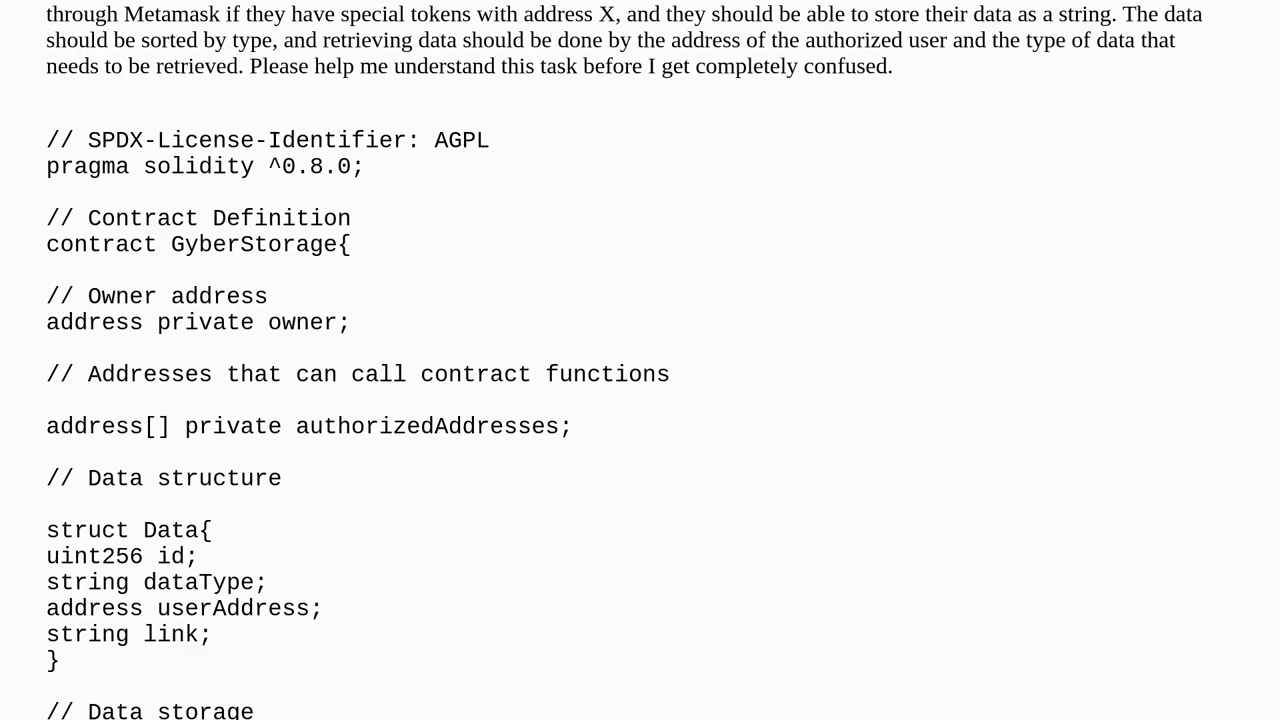 through Metamask if they have special tokens with address X, and they should be able to store their data as a string. The data
should be sorted by type, and retrieving data should be done by the address of the authorized user and the type of data that
needs to be retrieved. Please help me understand this task before I get completely confused.
// SPDX-License-Identifier: AGPL
pragma solidity ^0.8.0;
// Contract Definition
contract GyberStorage{
// Owner address
address private owner;
// Addresses that can call contract functions
address[] private authorizedAddresses;
// Data structure
struct Data{
uint256 id;
string dataType;
address userAddress;
string link;
}
// Data storage